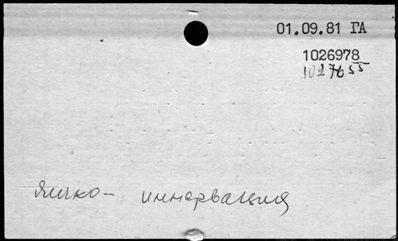 01.09.81 ГА
1026978
1027655
яичко - иннервация